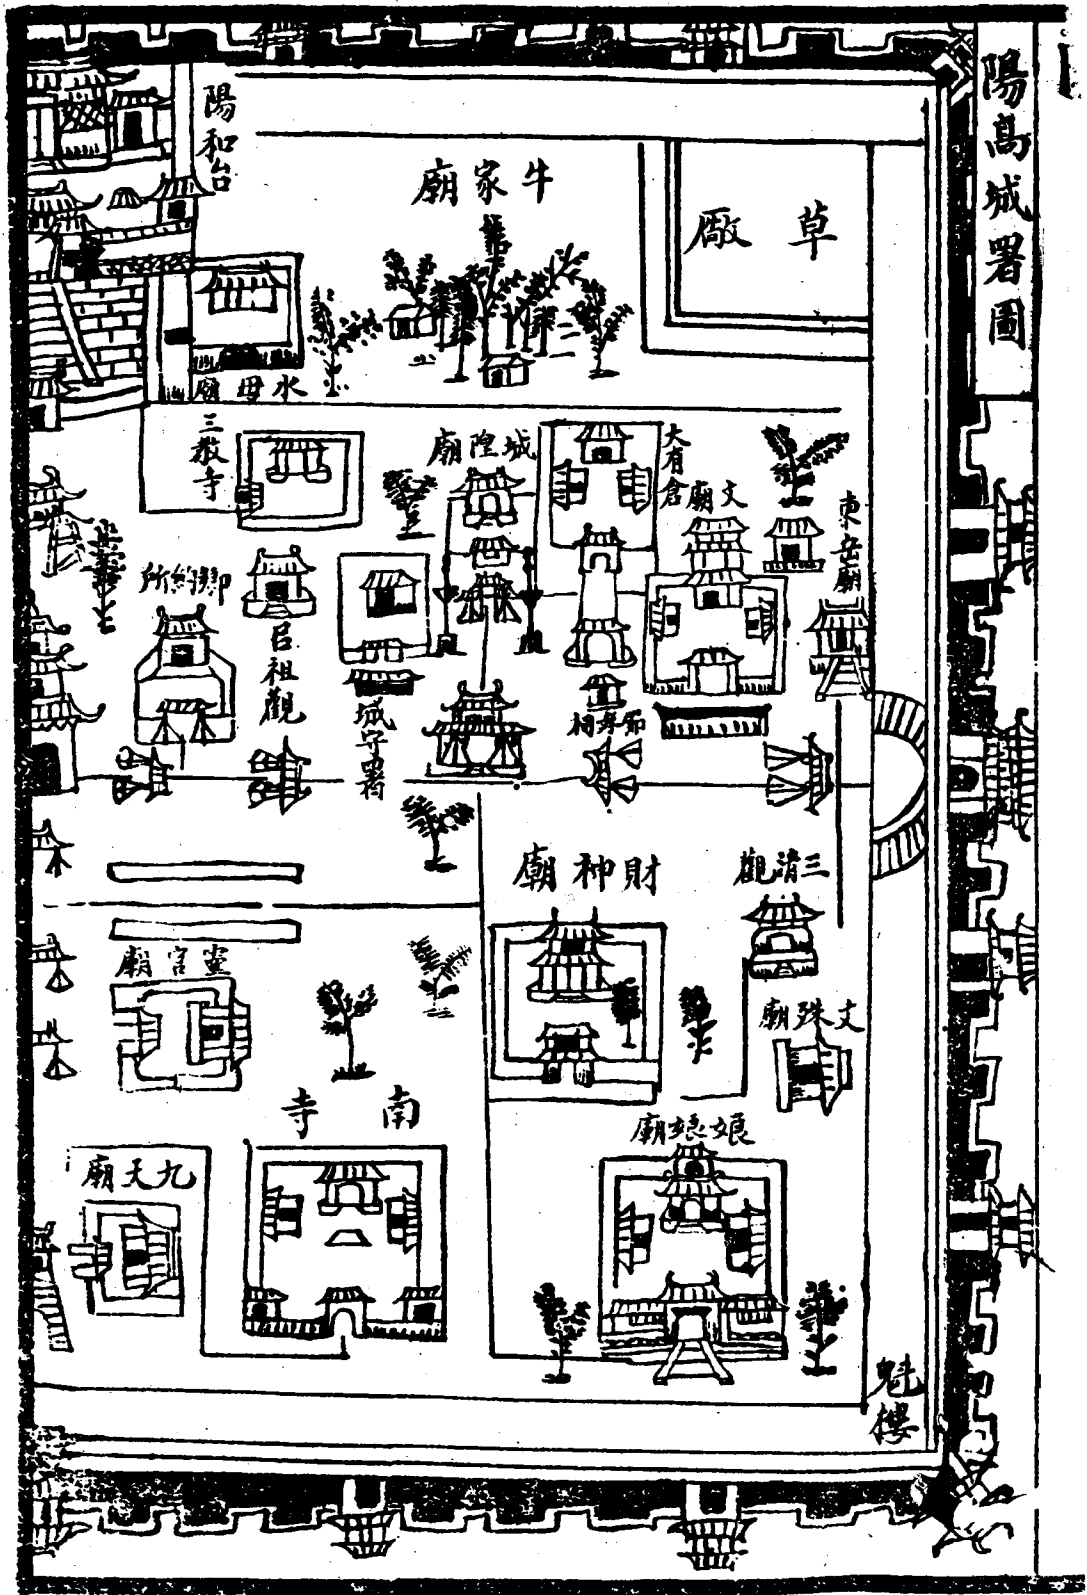 陽高城署圖
陽和台
牛家廟
草厰
水母廟
三教寺
城隍廟
大有倉
文廟
東岳廟
鄉約所
呂祖觀
城守署
節孝祠
財神廟
三清觀
靈官廟
文殊廟
南寺
娘娘廟
九天廟
魁樓